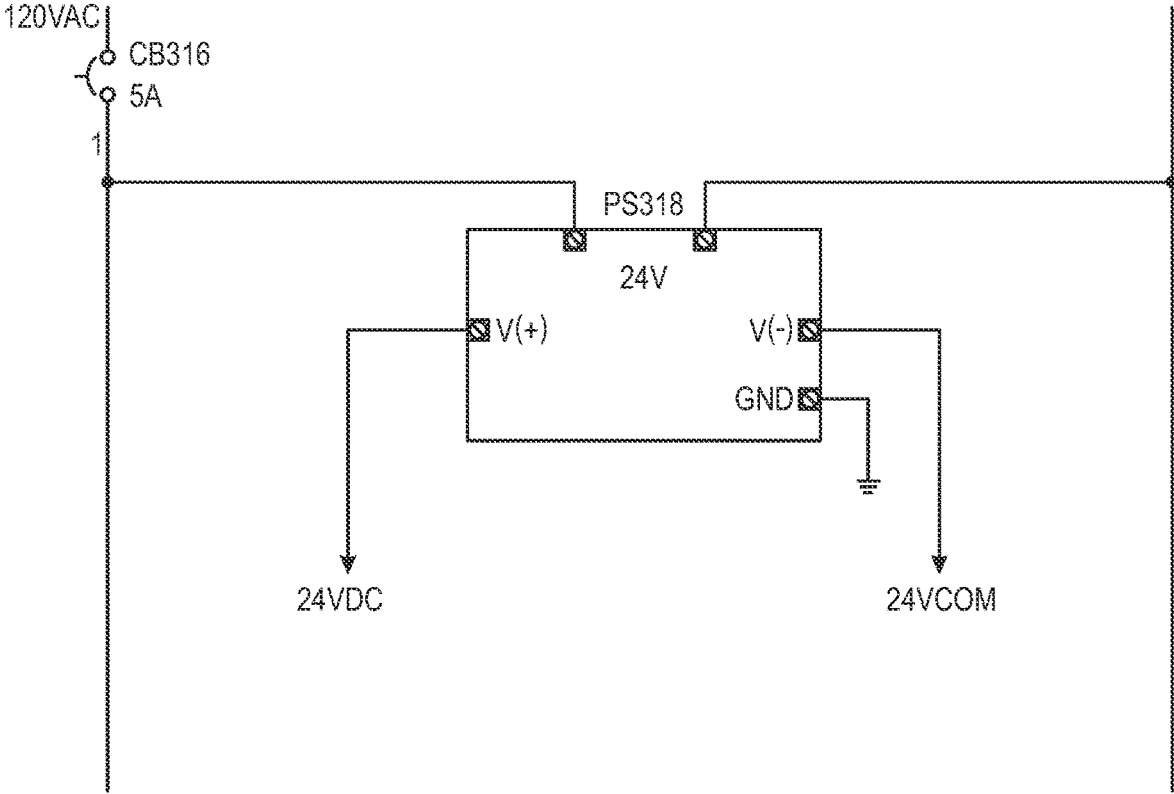 120VAC
CB316
5A
1
PS318
24V
V(+)
V(-)
GND
24VDC
24VCOM